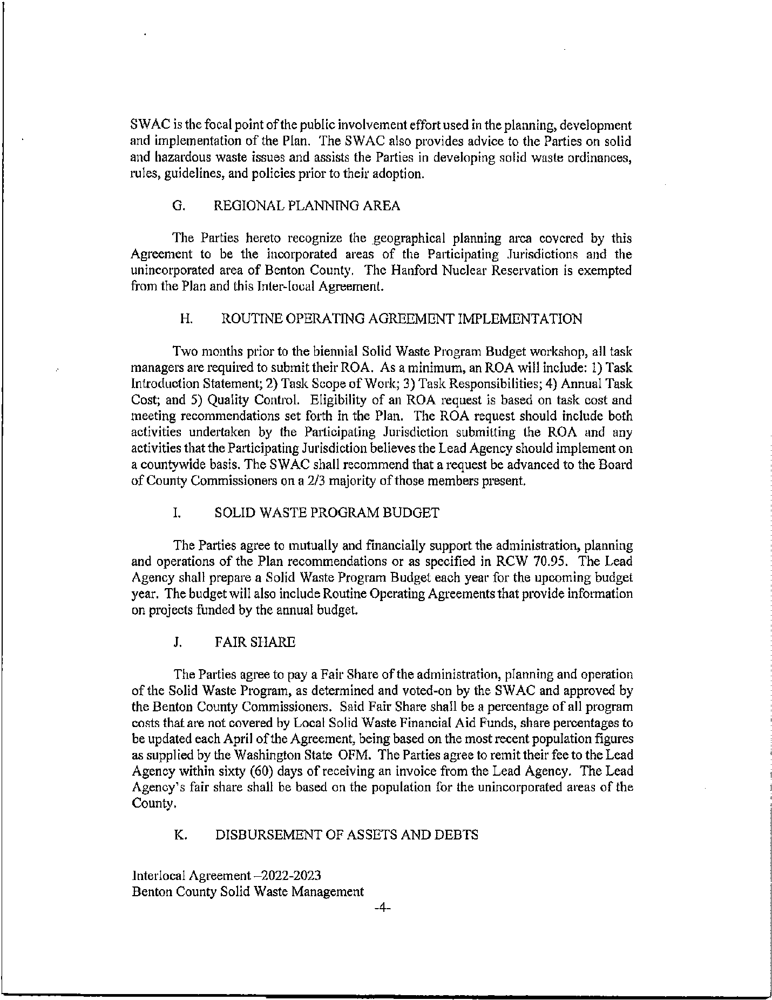 SWAC is the focal point of the public involvement effort used in the planning, development
and implementation of the Plan. The SWAC also provides advice to the Parties on solid
and hazardous waste issues and assists the Parties in developing solid waste ordinances,
rules, guidelines, and policies prior to their adoption.
G. REGIONAL PLANNING AREA
The Parties hereto recognize the geographical planning area covered by this
Agreement to be the incorporated areas of the Participating Jurisdictions and the
unincorporated area of Benton County. The Hanford Nuclear Reservation is exempted
from the Plan and this Inter-local Agreement.
H. ROUTINE OPERATING AGREEMENT IMPLEMENTATION
Two months prior to the biennial Solid Waste Program Budget workshop, all task
managers are required to submit their ROA. As a minimum, an ROA will include: 1) Task
Introduction Statement; 2) Task Scope of Work; 3) Task Responsibilities; 4) Annual Task
Cost; and 5) Quality Control. Eligibility of an ROA request is based on task cost and
meeting recommendations set forth in the Plan. The ROA request should include both
activities undertaken by the Participating Jurisdiction submitting the ROA and any
activities that the Participating Jurisdiction believes the Lead Agency should implement on
a countywide basis. The SWAC shall recommend that a request be advanced to the Board
of County Commissioners on a 2/3 majority of those members present.
I. SOLID WASTE PROGRAM BUDGET
The Parties agree to mutually and financially support the administration, planning
and operations of the Plan recommendations or as specified in RCW 70.95. The Lead
Agency shall prepare a Solid Waste Program Budget each year for the upcoming budget
year. The budget will also include Routine Operating Agreements that provide information
on projects funded by the annual budget.
J. FAIR SHARE
The Parties agree to pay a Fair Share of the administration, planning and operation
of the Solid Waste Program, as determined and voted-on by the SWAC and approved by
the Benton County Commissioners. Said Fair Share shall be a percentage of all program
costs that are not covered by Local Solid Waste Financial Aid Funds, share percentages to
be updated each April of the Agreement, being based on the most recent population figures
as supplied by the Washington State OFM. The Parties agree to remit their fee to the Lead
Agency within sixty (60) days of receiving an invoice from the Lead Agency. The Lead
Agency's fair share shall be based on the population for the unincorporated areas of the
County.
K. DISBURSEMENT OF ASSETS AND DEBTS
Interlocal Agreement –2022-2023
Benton County Solid Waste Management
-4-